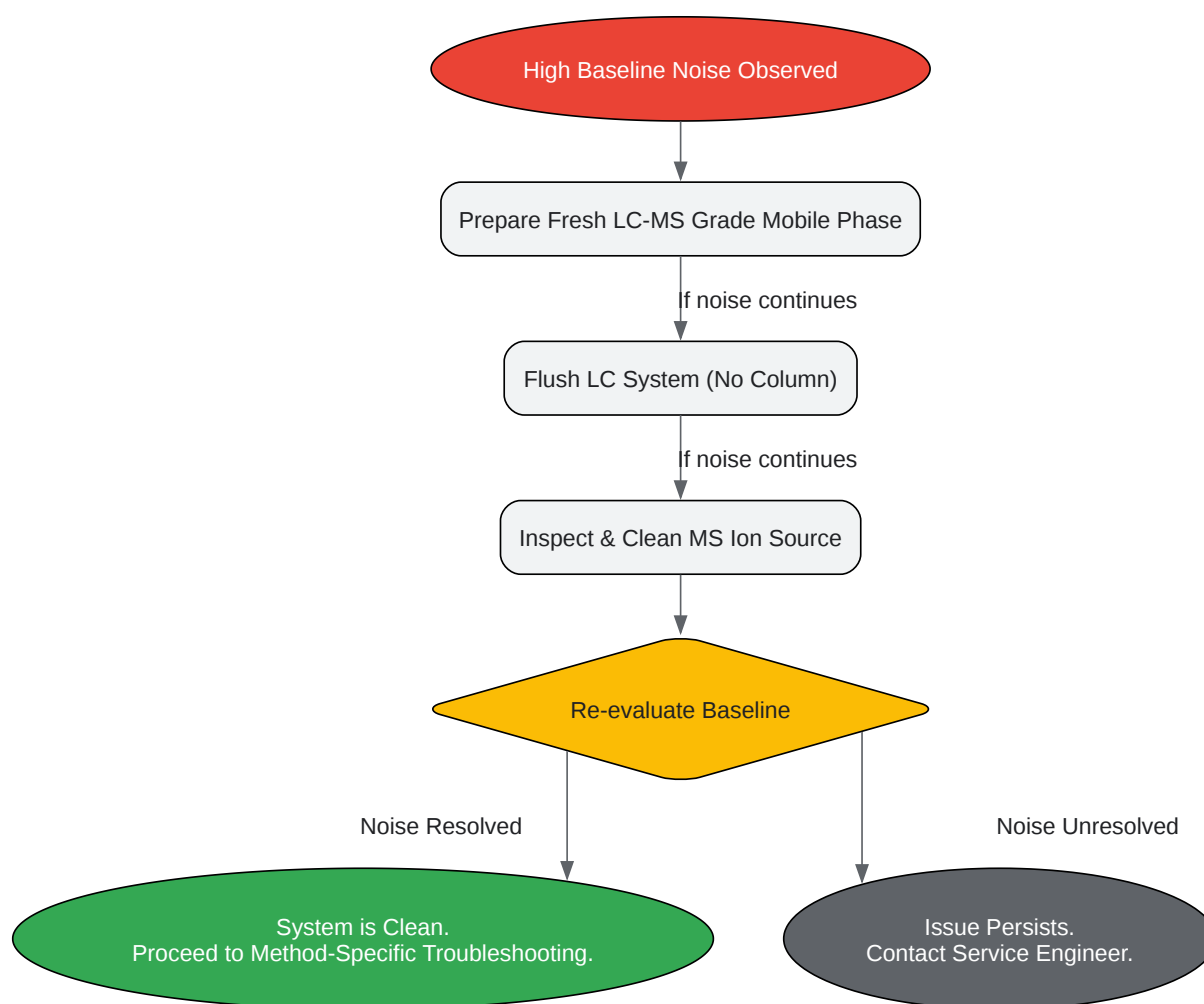 High Baseline Noise Observed
Prepare Fresh LC-MS Grade Mobile Phase
If noise continues
Flush LC System (No Column)
If noise continues
Inspect & Clean MS Ion Source
Re-evaluate Baseline
Noise Resolved
Noise Unresolved
System is Clean.
Proceed to Method-Specific Troubleshooting.
Issue Persists.
Contact Service Engineer.